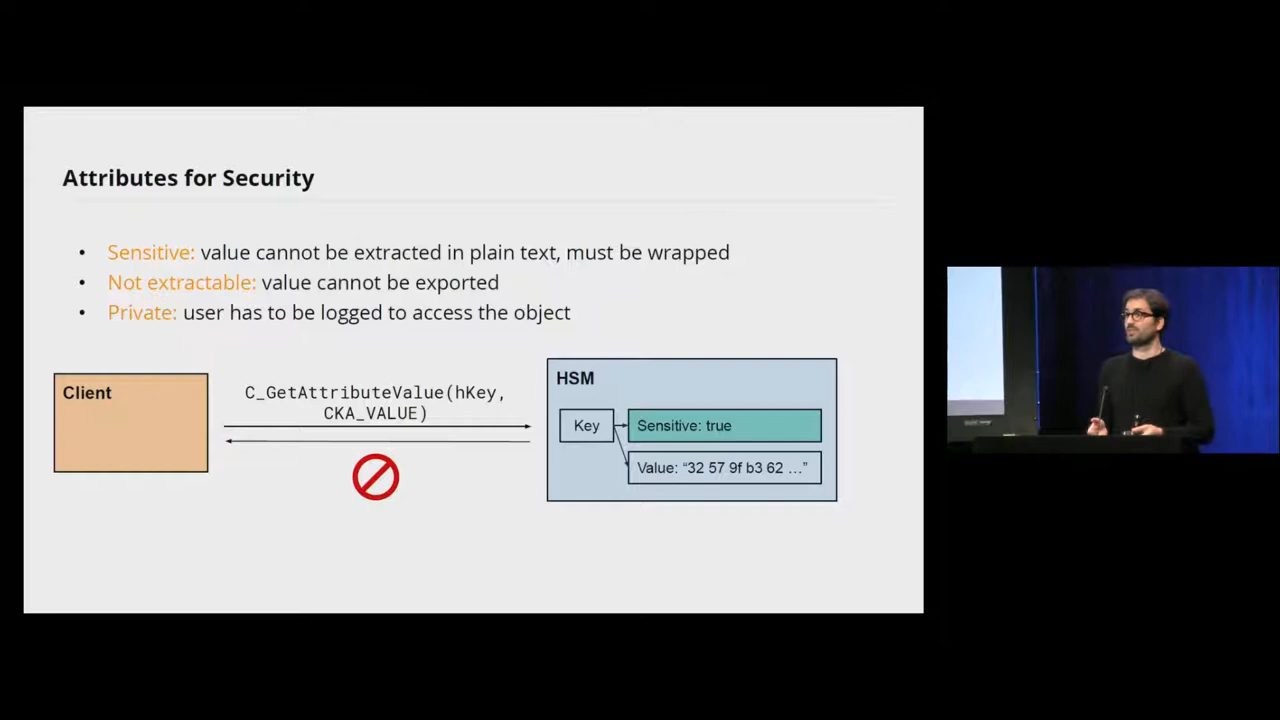 Attributes for Security
• Sensitive: value cannot be extracted in plain text, must be wrapped
• Not extractable: value cannot be exported
• Private: user has to be logged to access the object
Client
C_GetAttributeValue(hKey,
CKA_VALUE)
HSM
Key
Sensitive: true
Value: “32 57 9f b3 62 ...”